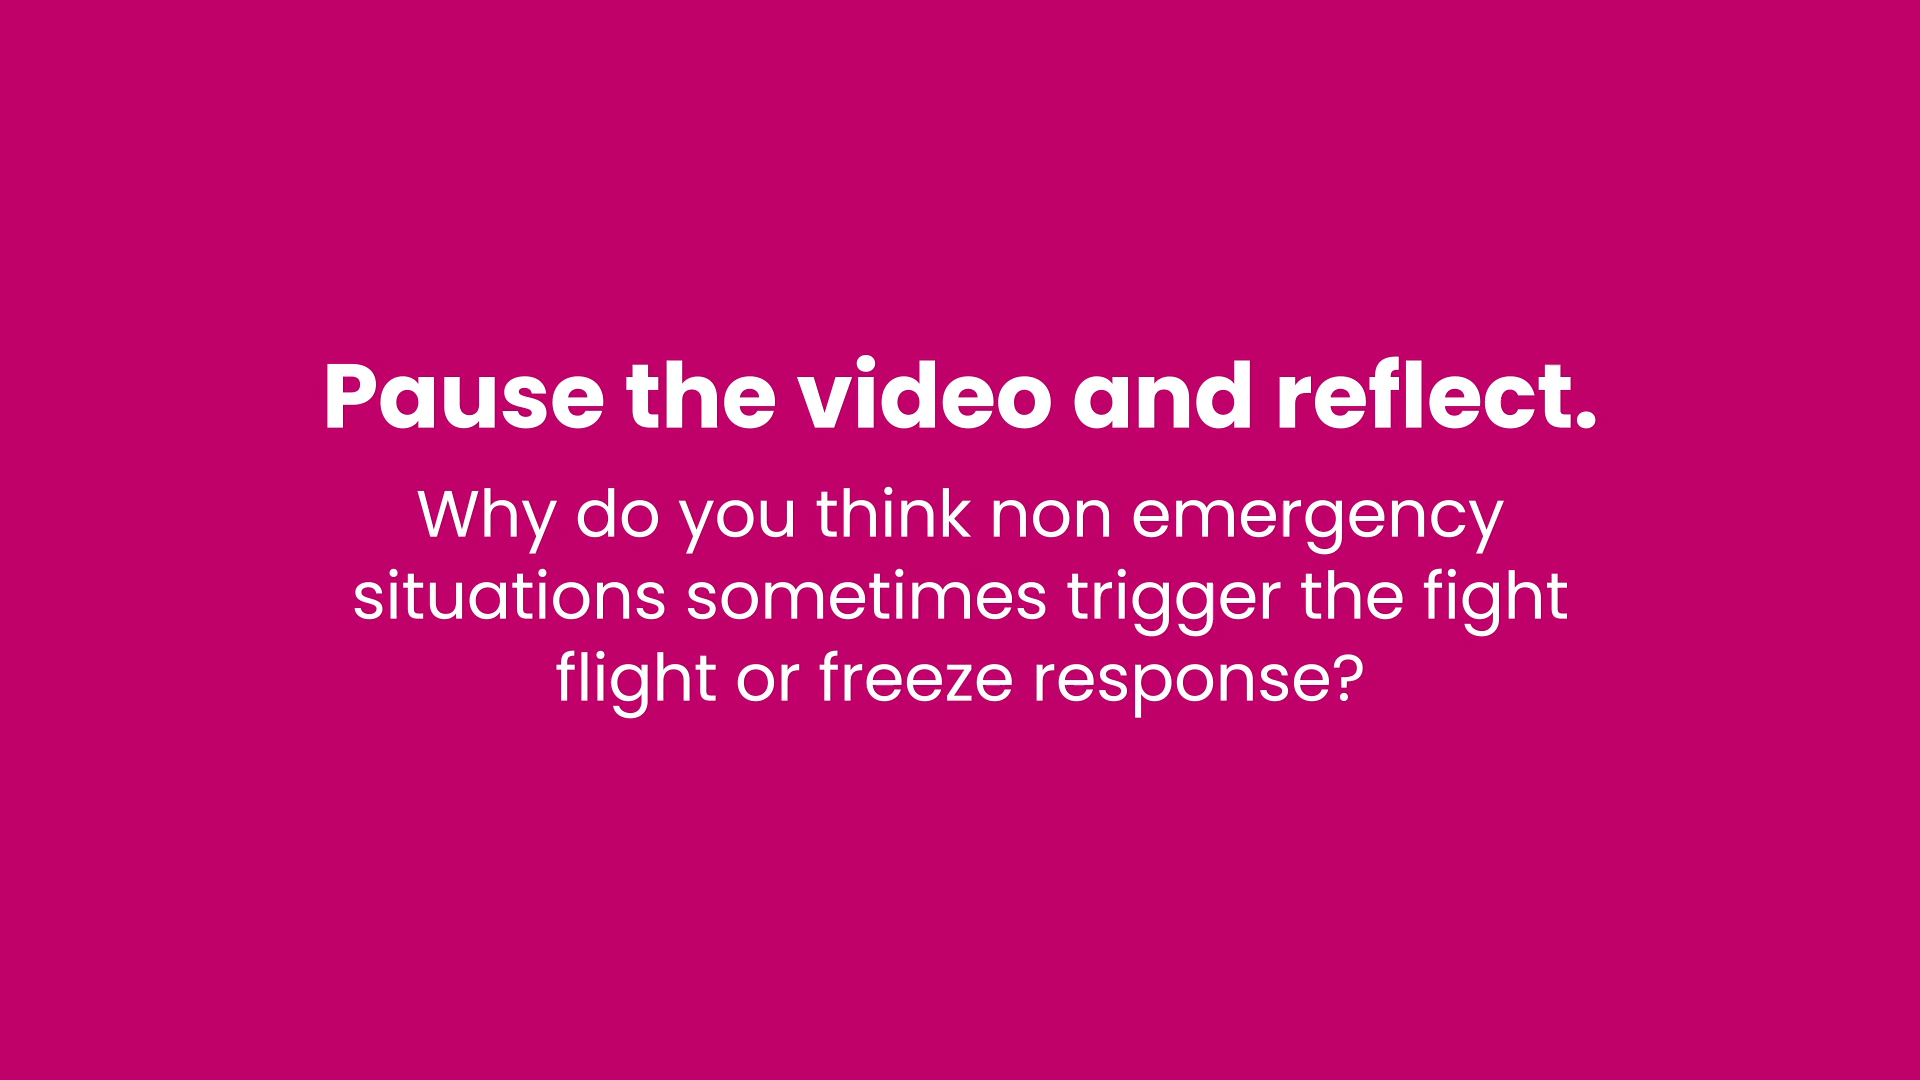 Pause the video and reflect.
Why do you think non emergency
situations sometimes trigger the fight
flight or freeze response?